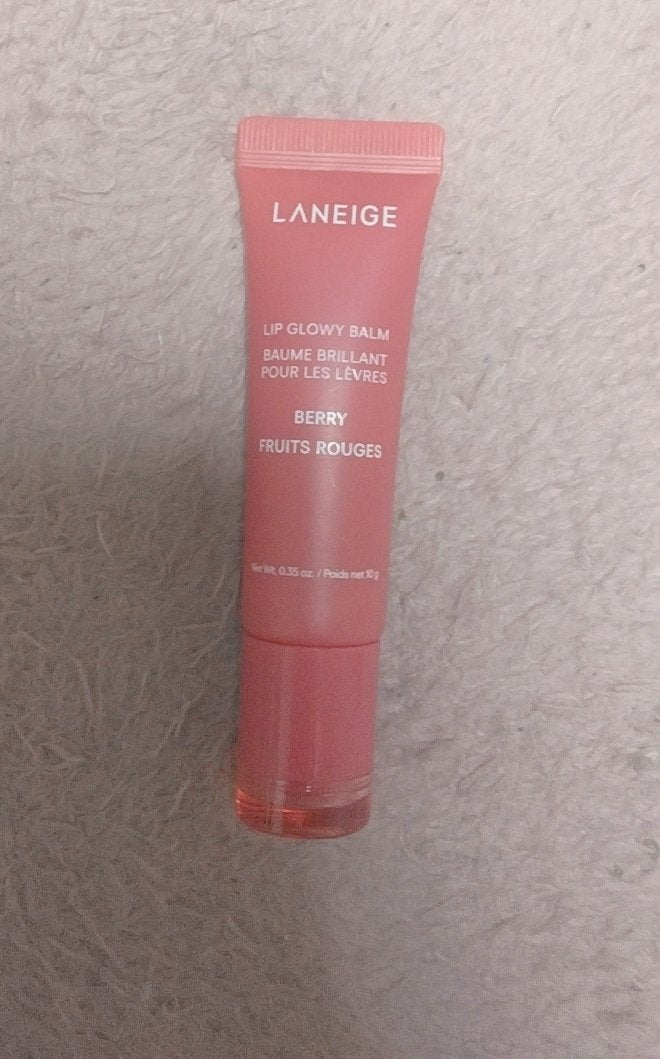 LANEIGE
LIP GLOWY BALM
BAUME BRILLANT
POUR LES LÈVRES
BERRY
FRUITS ROUGES
Net Wt. 0.35 oz. / Poids net 10 g